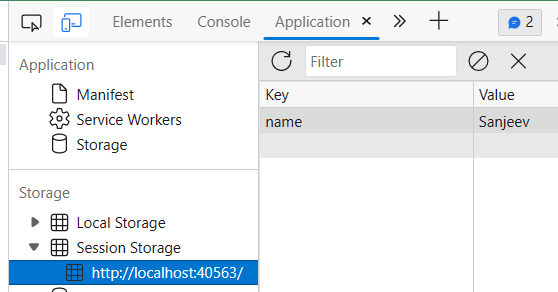 Elements Console Application 2
Application
Manifest
Service Workers
Storage
Storage
Local Storage
Session Storage
http://localhost:40563/
Filter
Key Value
name Sanjeev